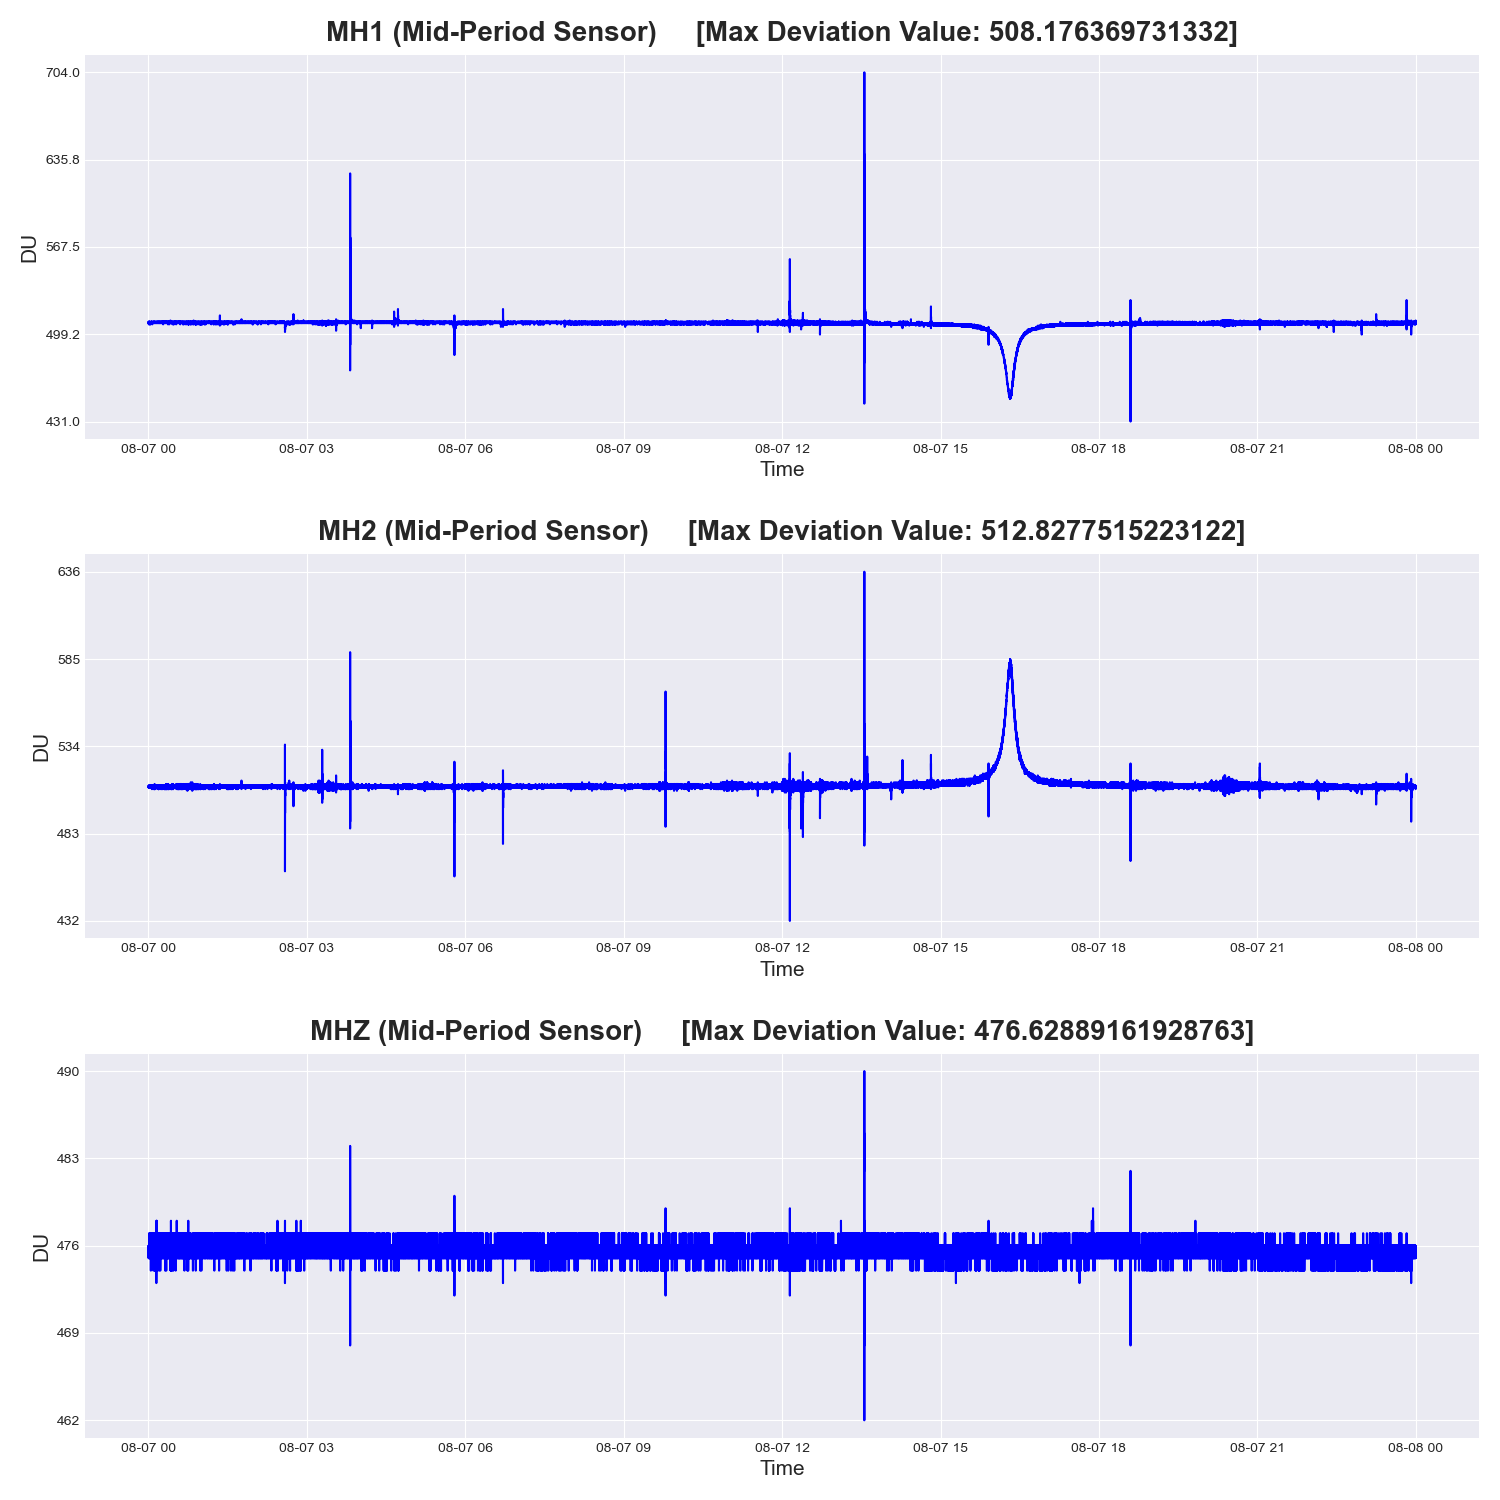 MH1 (Mid-Period Sensor) [Max Deviation Value: 508.176369731332]
704.0
635.8
567.5
499.2
431.0
DU
08-07 00 08-07 03 08-07 06 08-07 09 08-07 12 08-07 15 08-07 18 08-07 21 08-08 00
Time
MH2 (Mid-Period Sensor) [Max Deviation Value: 512.8277515223122]
636
585
534
483
432
DU
08-07 00 08-07 03 08-07 06 08-07 09 08-07 12 08-07 15 08-07 18 08-07 21 08-08 00
Time
MHZ (Mid-Period Sensor) [Max Deviation Value: 476.62889161928763]
490
483
476
469
462
DU
08-07 00 08-07 03 08-07 06 08-07 09 08-07 12 08-07 15 08-07 18 08-07 21 08-08 00
Time